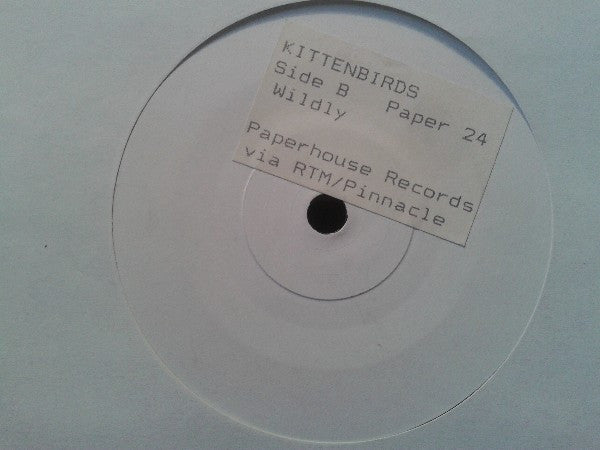 KITTENBIRDS
Side B   Paper 24
Wildly
Paperhouse Records
via RTM/Pinnacle